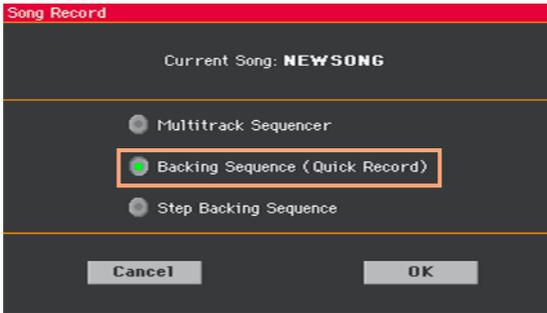 Song Record
Current Song: NEWSONG
Multitrack Sequencer
Backing Sequence (Quick Record)
Step Backing Sequence
Cancel
OK